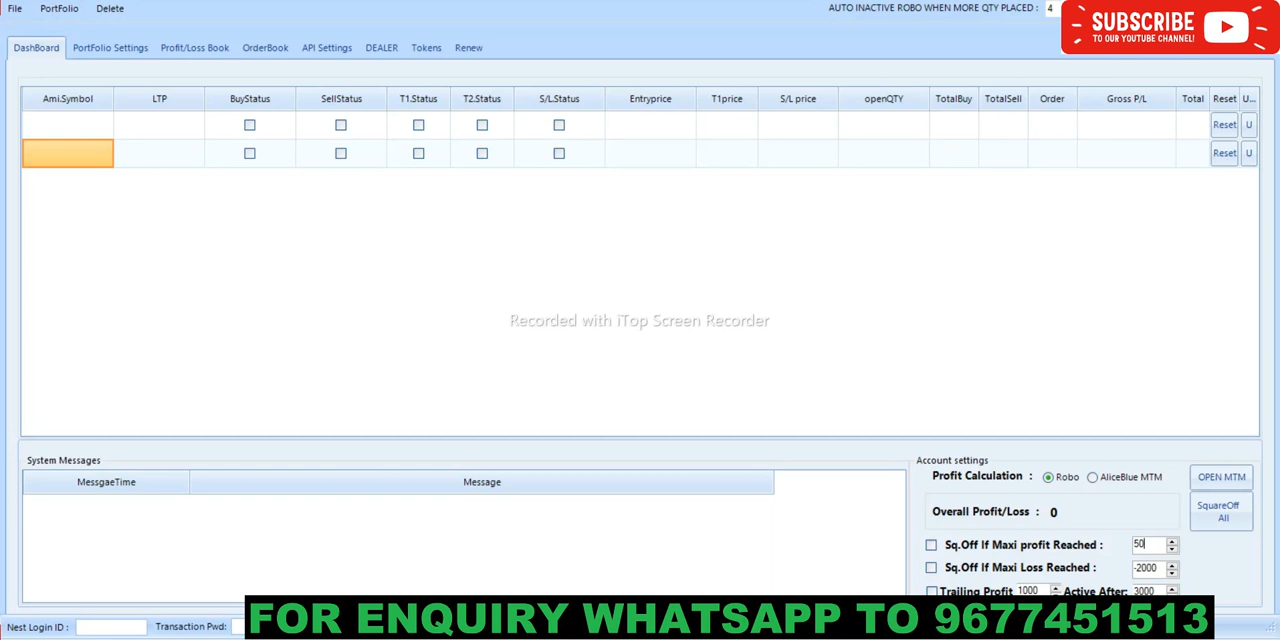 File PortFolio Delete AUTO INACTIVE ROBO WHEN MORE QTY PLACED : 4
SUBSCRIBE
TO OUR YOUTUBE CHANNEL!
DashBoard PortFolio Settings Profit/Loss Book OrderBook API Settings DEALER Tokens Renew
Ami.Symbol LTP BuyStatus SellStatus T1.Status T2.Status S/L.Status Entryprice T1price S/L price openQTY TotalBuy TotalSell Order Gross P/L Total Reset U...
Reset U
Reset U
Recorded with iTop Screen Recorder
System Messages
MessgaeTime Message
Account settings
Profit Calculation : Robo AliceBlue MTM
OPEN MTM
Overall Profit/Loss : 0
SquareOff
All
Sq.Off If Maxi profit Reached : 50
Sq.Off If Maxi Loss Reached : -2000
Trailing Profit 1000 Active After: 3000
Nest Login ID : Transaction Pwd:
FOR ENQUIRY WHATSAPP TO 9677451513